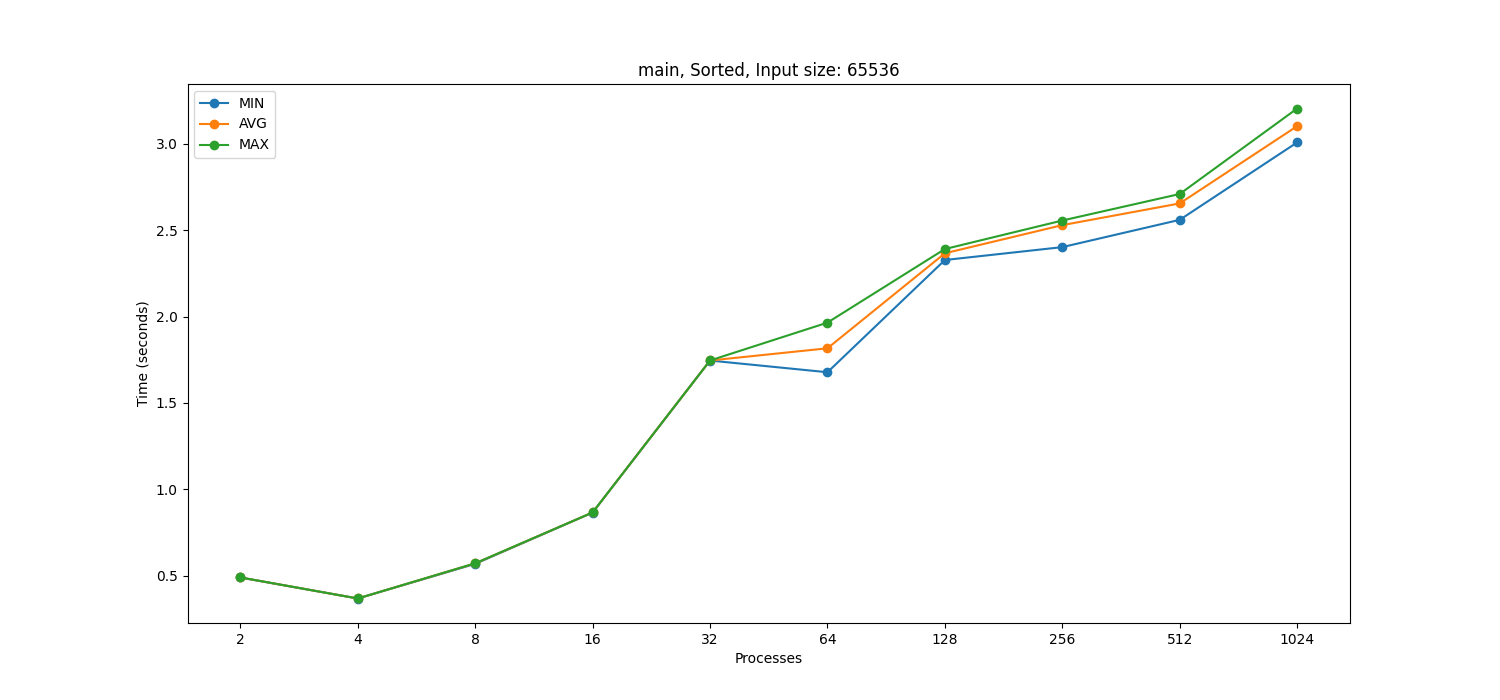 main, Sorted, Input size: 65536
MIN
AVG
MAX
Time (seconds)
3.0
2.5
2.0
1.5
1.0
0.5
2 4 8 16 32 64 128 256 512 1024
Processes